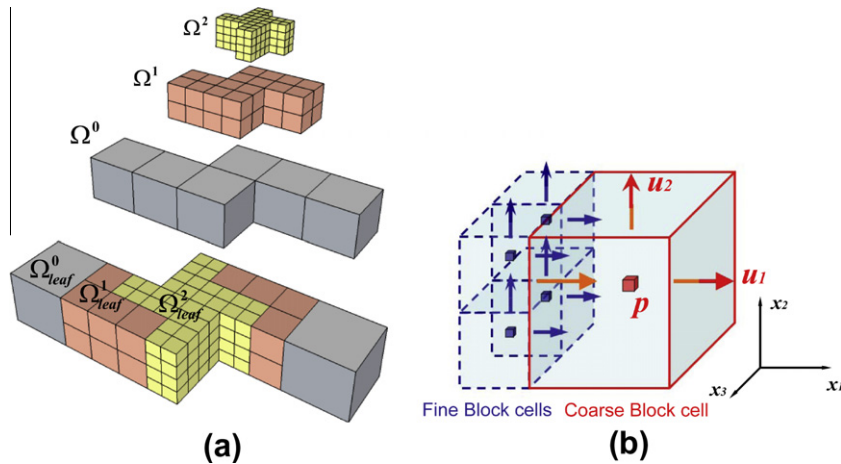 Ω²
Ω¹
Ω⁰
Ω⁰leaf
Ω¹leaf
Ω²leaf
(a)
u₂
u₁
p
x₂
x₃
x₁
Fine Block cells
Coarse Block cell
(b)